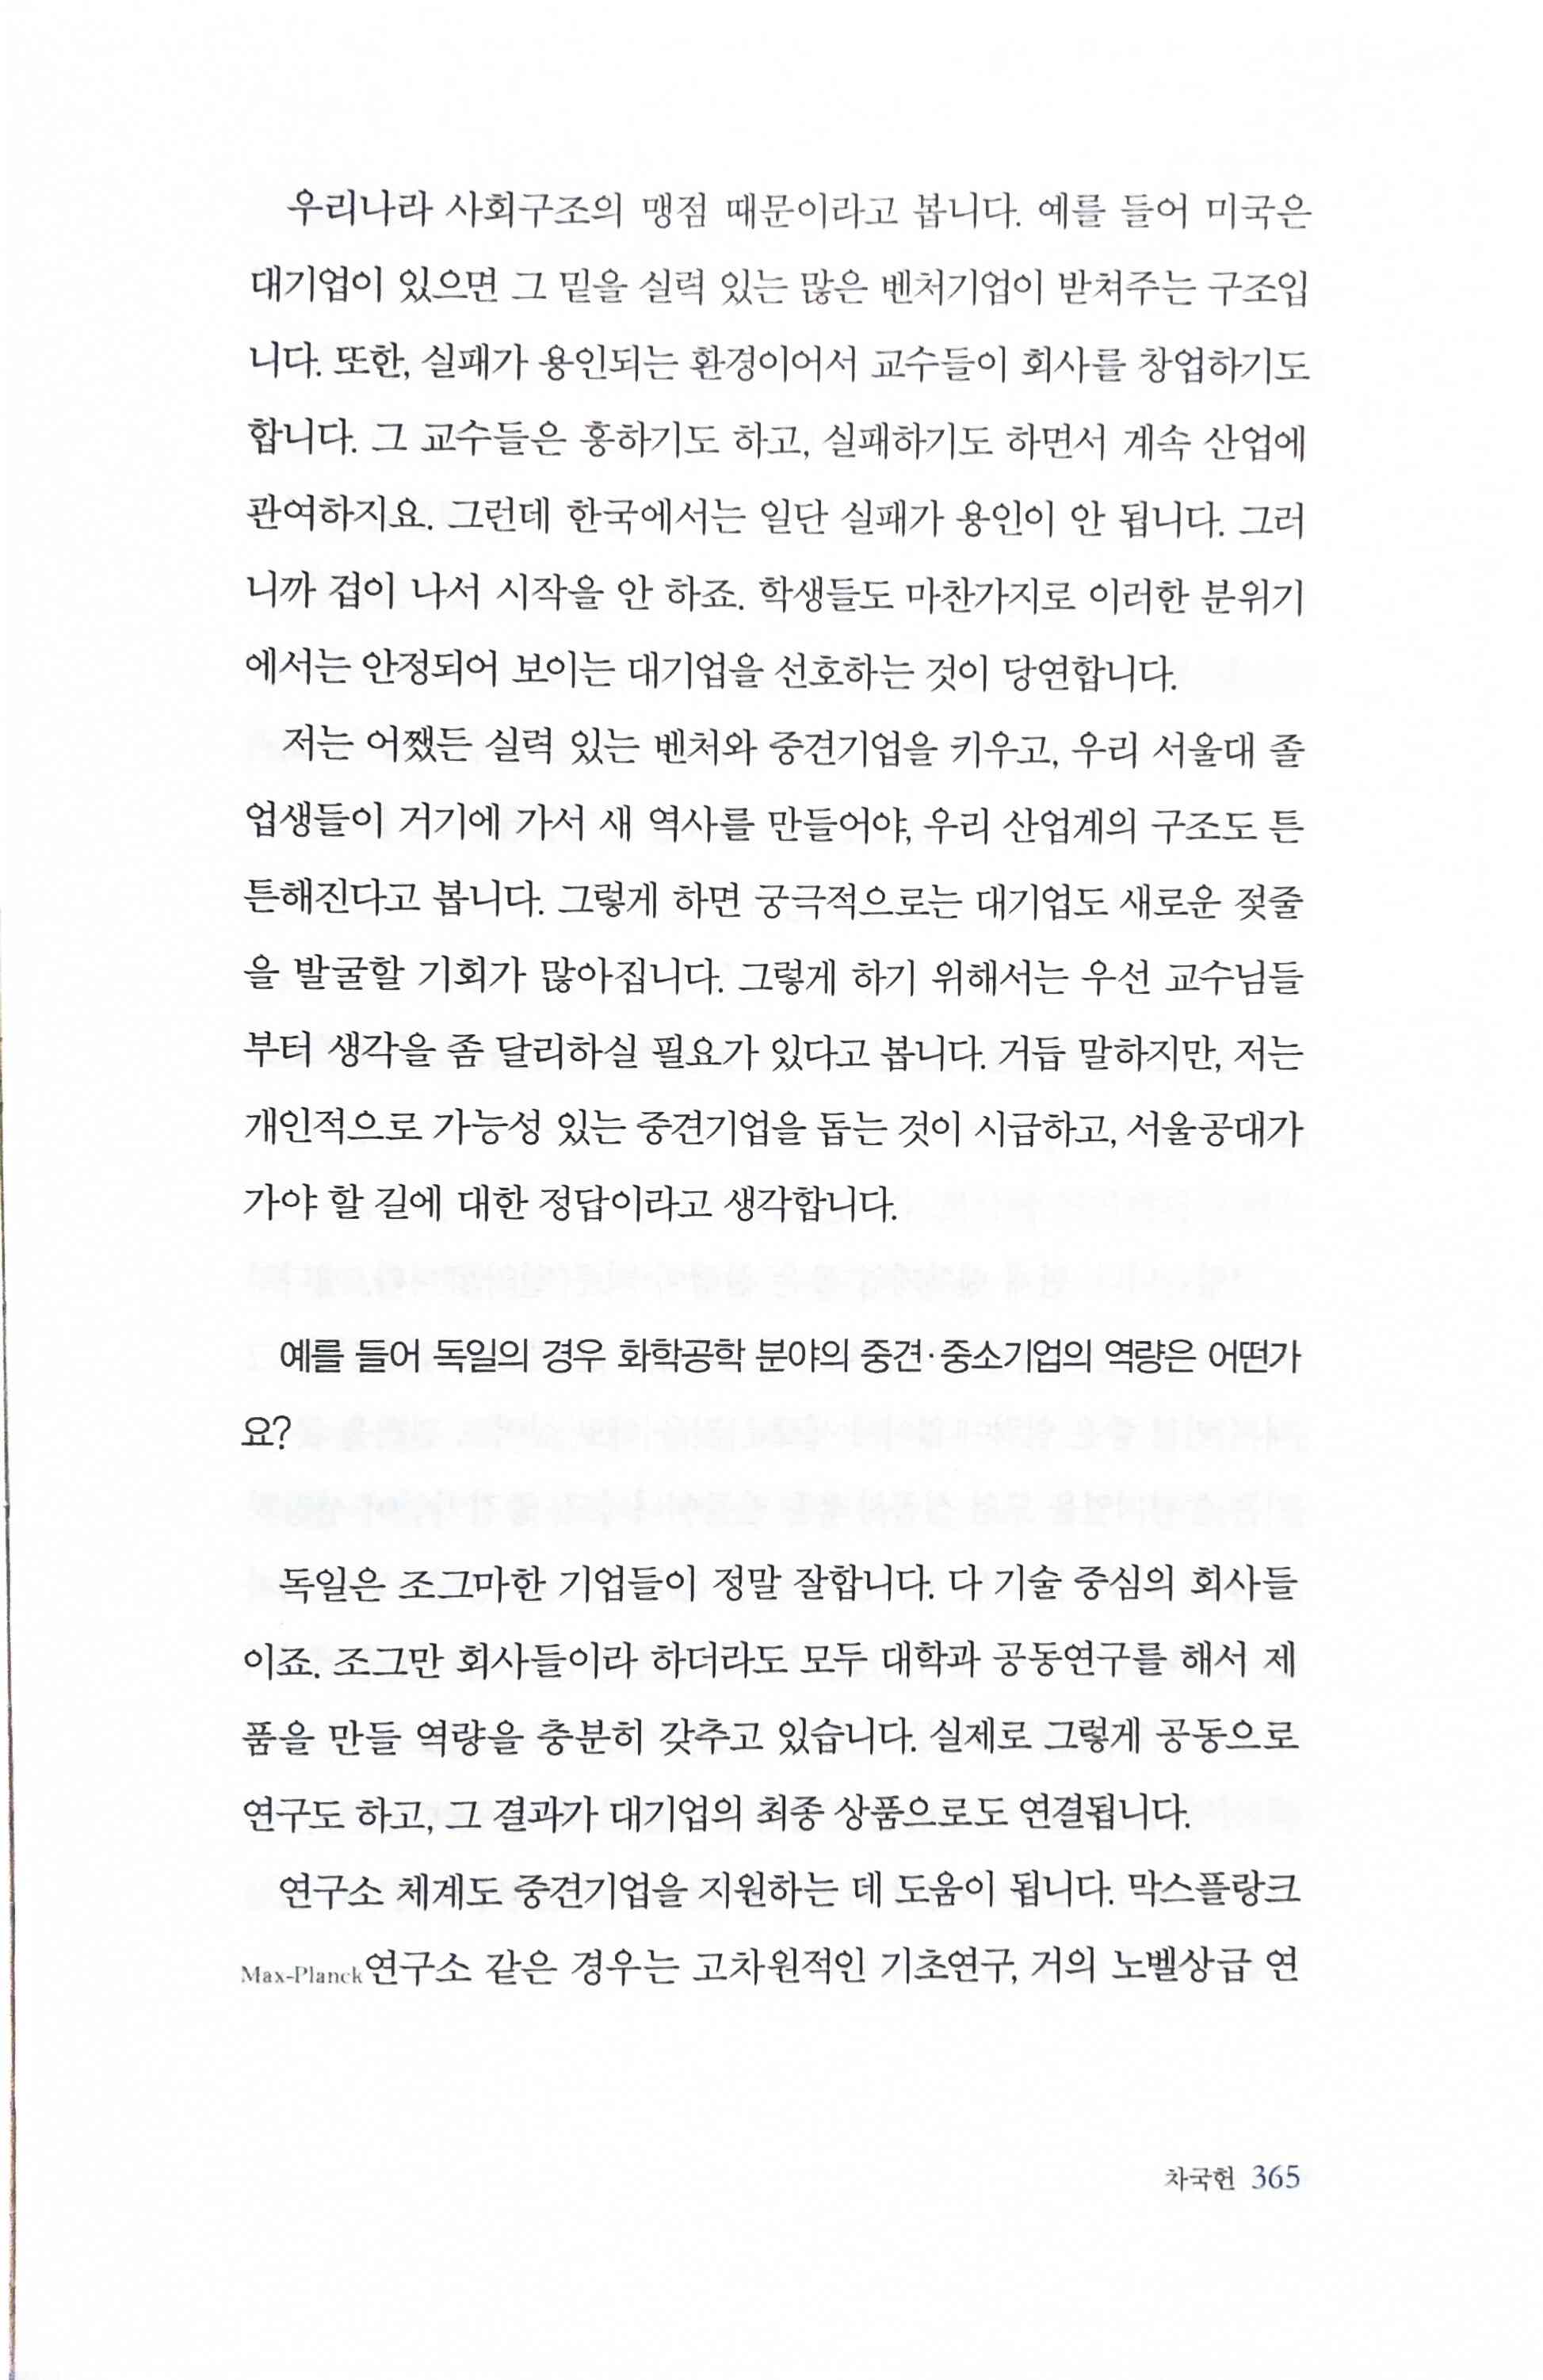 우리나라 사회구조의 맹점 때문이라고 봅니다. 예를 들어 미국은
대기업이 있으면 그 밑을 실력 있는 많은 벤처기업이 받쳐주는 구조입
니다. 또한, 실패가 용인되는 환경이어서 교수들이 회사를 창업하기도
합니다. 그 교수들은 흥하기도 하고, 실패하기도 하면서 계속 산업에
관여하지요. 그런데 한국에서는 일단 실패가 용인이 안 됩니다. 그러
니까 겁이 나서 시작을 안 하죠. 학생들도 마찬가지로 이러한 분위기
에서는 안정되어 보이는 대기업을 선호하는 것이 당연합니다.
저는 어쨌든 실력 있는 벤처와 중견기업을 키우고, 우리 서울대 졸
업생들이 거기에 가서 새 역사를 만들어야, 우리 산업계의 구조도 튼
튼해진다고 봅니다. 그렇게 하면 궁극적으로는 대기업도 새로운 젖줄
을 발굴할 기회가 많아집니다. 그렇게 하기 위해서는 우선 교수님들
부터 생각을 좀 달리하실 필요가 있다고 봅니다. 거듭 말하지만, 저는
개인적으로 가능성 있는 중견기업을 돕는 것이 시급하고, 서울공대가
가야 할 길에 대한 정답이라고 생각합니다.
예를 들어 독일의 경우 화학공학 분야의 중견·중소기업의 역량은 어떤가
요?
독일은 조그마한 기업들이 정말 잘합니다. 다 기술 중심의 회사들
이죠. 조그만 회사들이라 하더라도 모두 대학과 공동연구를 해서 제
품을 만들 역량을 충분히 갖추고 있습니다. 실제로 그렇게 공동으로
연구도 하고, 그 결과가 대기업의 최종 상품으로도 연결됩니다.
연구소 체계도 중견기업을 지원하는 데 도움이 됩니다. 막스플랑크
Max-Planck연구소 같은 경우는 고차원적인 기초연구, 거의 노벨상급 연
차국헌 365